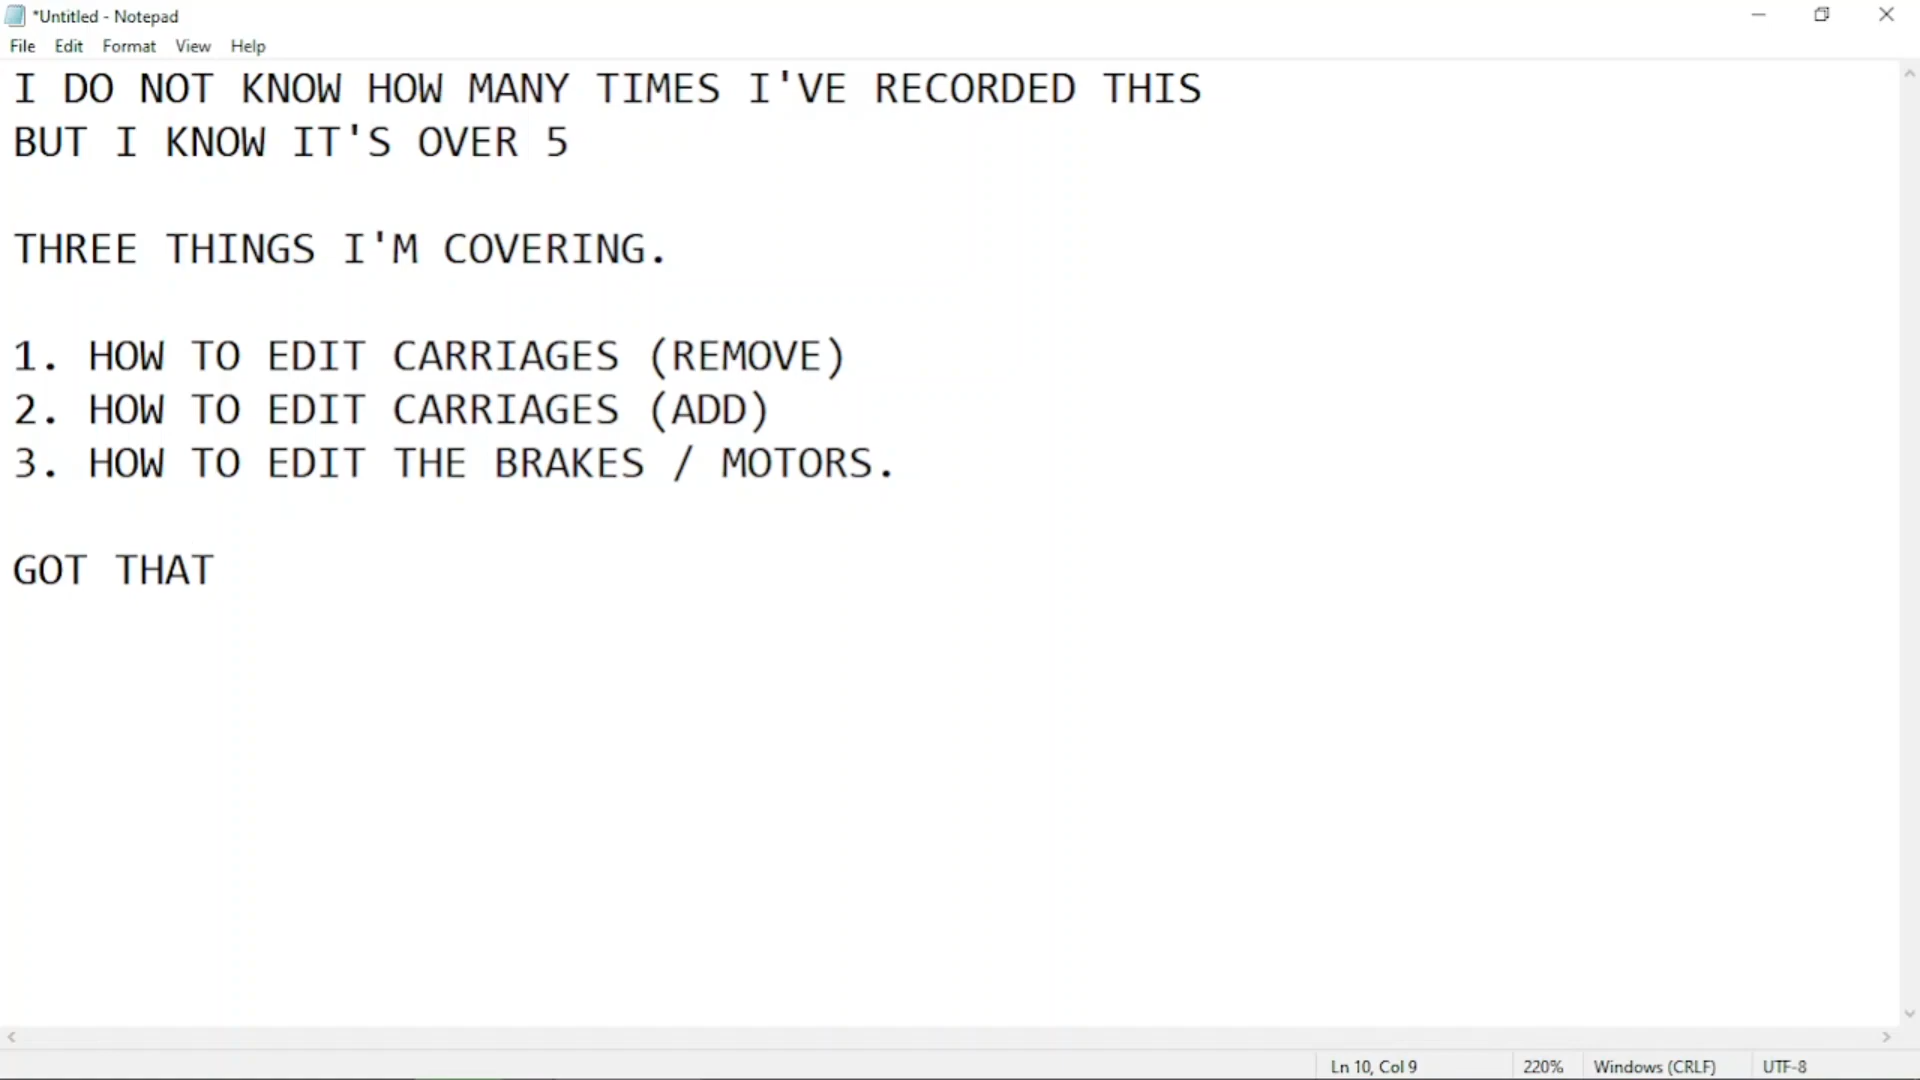 *Untitled - Notepad
File Edit Format View Help
I DO NOT KNOW HOW MANY TIMES I'VE RECORDED THIS
BUT I KNOW IT'S OVER 5
THREE THINGS I'M COVERING.
1. HOW TO EDIT CARRIAGES (REMOVE)
2. HOW TO EDIT CARRIAGES (ADD)
3. HOW TO EDIT THE BRAKES / MOTORS.
GOT THAT
Ln 10, Col 9 220% Windows (CRLF) UTF-8